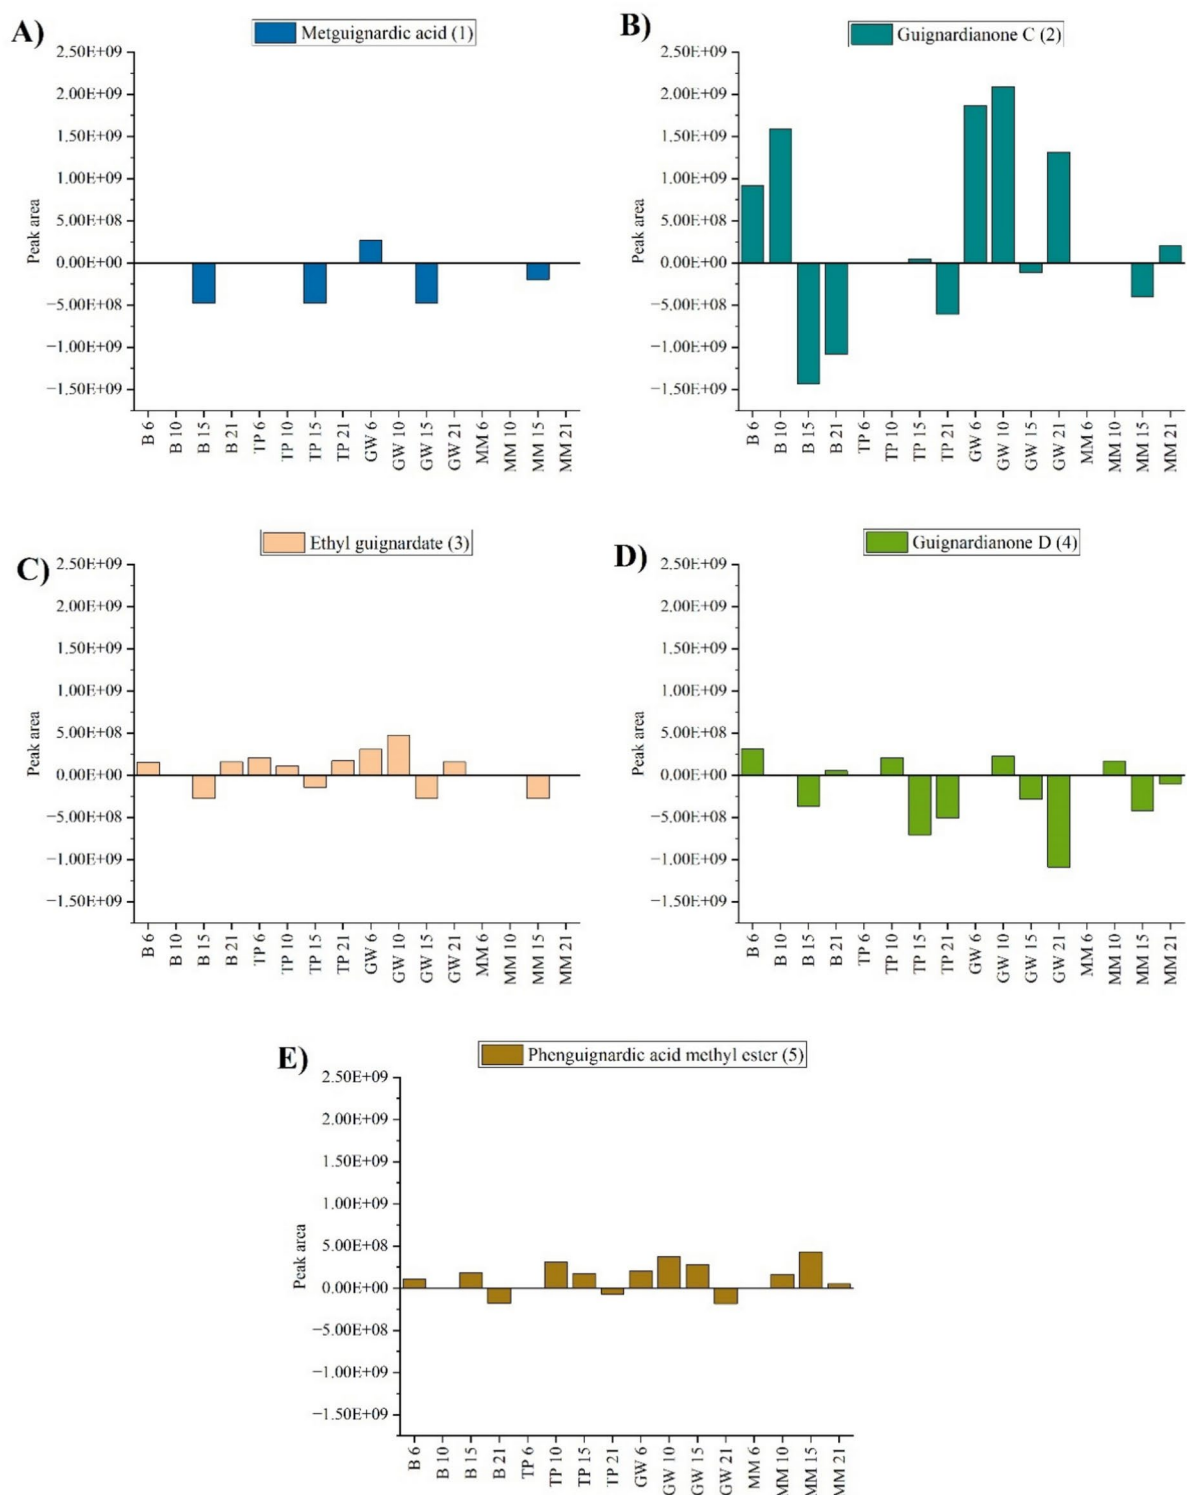 A)
Metguignardic acid (1)
2.50E+09
2.00E+09
1.50E+09
1.00E+09
5.00E+08
0.00E+00
−5.00E+08
−1.00E+09
−1.50E+09
Peak area
B 6
B 10
B 15
B 21
TP 6
TP 10
TP 15
TP 21
GW 6
GW 10
GW 15
GW 21
MM 6
MM 10
MM 15
MM 21
B)
Guignardianone C (2)
2.50E+09
2.00E+09
1.50E+09
1.00E+09
5.00E+08
0.00E+00
−5.00E+08
−1.00E+09
−1.50E+09
Peak area
B 6
B 10
B 15
B 21
TP 6
TP 10
TP 15
TP 21
GW 6
GW 10
GW 15
GW 21
MM 6
MM 10
MM 15
MM 21
C)
Ethyl guignardate (3)
2.50E+09
2.00E+09
1.50E+09
1.00E+09
5.00E+08
0.00E+00
−5.00E+08
−1.00E+09
−1.50E+09
Peak area
B 6
B 10
B 15
B 21
TP 6
TP 10
TP 15
TP 21
GW 6
GW 10
GW 15
GW 21
MM 6
MM 10
MM 15
MM 21
D)
Guignardianone D (4)
2.50E+09
2.00E+09
1.50E+09
1.00E+09
5.00E+08
0.00E+00
−5.00E+08
−1.00E+09
−1.50E+09
Peak area
B 6
B 10
B 15
B 21
TP 6
TP 10
TP 15
TP 21
GW 6
GW 10
GW 15
GW 21
MM 6
MM 10
MM 15
MM 21
E)
Phenguignardic acid methyl ester (5)
2.50E+09
2.00E+09
1.50E+09
1.00E+09
5.00E+08
0.00E+00
−5.00E+08
−1.00E+09
−1.50E+09
Peak area
B 6
B 10
B 15
B 21
TP 6
TP 10
TP 15
TP 21
GW 6
GW 10
GW 15
GW 21
MM 6
MM 10
MM 15
MM 21